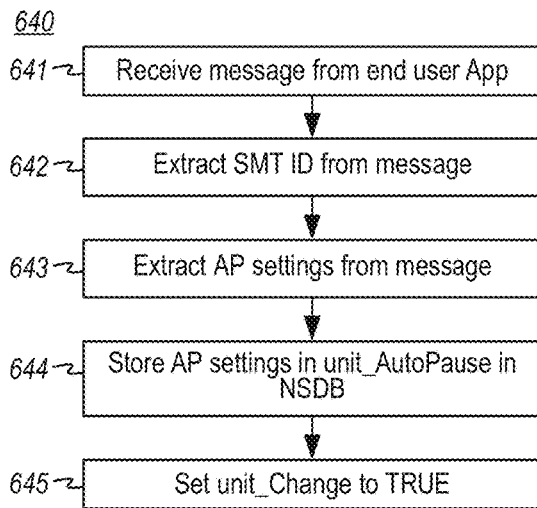 640
641 Receive message from end user App
642 Extract SMT ID from message
643 Extract AP settings from message
644 Store AP settings in unit_AutoPause in
NSDB
645 Set unit_Change to TRUE